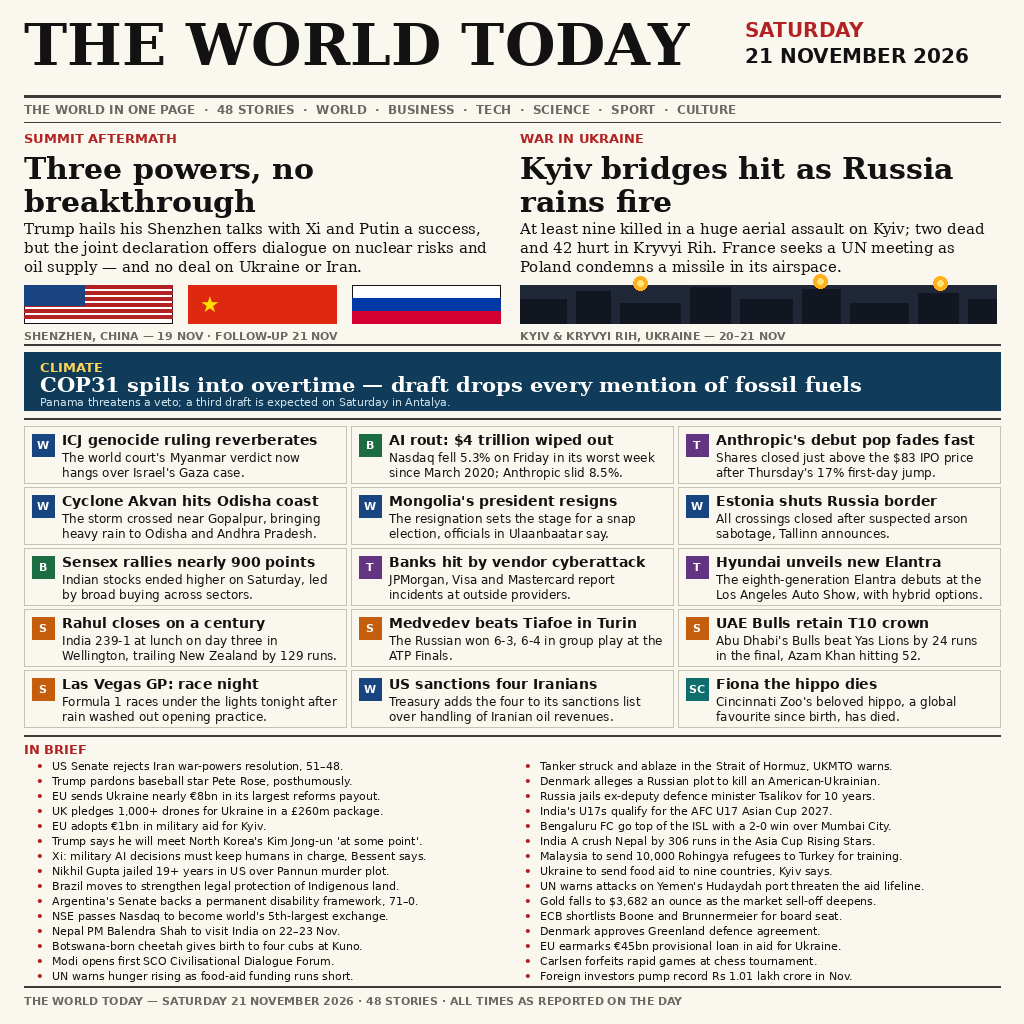 THE WORLD TODAY
SATURDAY
21 NOVEMBER 2026
THE WORLD IN ONE PAGE · 48 STORIES · WORLD · BUSINESS · TECH · SCIENCE · SPORT · CULTURE
SUMMIT AFTERMATH
Three powers, no
breakthrough
Trump hails his Shenzhen talks with Xi and Putin a success,
but the joint declaration offers dialogue on nuclear risks and
oil supply — and no deal on Ukraine or Iran.
SHENZHEN, CHINA — 19 NOV · FOLLOW-UP 21 NOV
WAR IN UKRAINE
Kyiv bridges hit as Russia
rains fire
At least nine killed in a huge aerial assault on Kyiv; two dead
and 42 hurt in Kryvyi Rih. France seeks a UN meeting as
Poland condemns a missile in its airspace.
KYIV & KRYVYI RIH, UKRAINE — 20–21 NOV
CLIMATE
COP31 spills into overtime — draft drops every mention of fossil fuels
Panama threatens a veto; a third draft is expected on Saturday in Antalya.
W
ICJ genocide ruling reverberates
The world court's Myanmar verdict now
hangs over Israel's Gaza case.
B
AI rout: $4 trillion wiped out
Nasdaq fell 5.3% on Friday in its worst week
since March 2020; Anthropic slid 8.5%.
T
Anthropic's debut pop fades fast
Shares closed just above the $83 IPO price
after Thursday's 17% first-day jump.
W
Cyclone Akvan hits Odisha coast
The storm crossed near Gopalpur, bringing
heavy rain to Odisha and Andhra Pradesh.
W
Mongolia's president resigns
The resignation sets the stage for a snap
election, officials in Ulaanbaatar say.
W
Estonia shuts Russia border
All crossings closed after suspected arson
sabotage, Tallinn announces.
B
Sensex rallies nearly 900 points
Indian stocks ended higher on Saturday, led
by broad buying across sectors.
T
Banks hit by vendor cyberattack
JPMorgan, Visa and Mastercard report
incidents at outside providers.
T
Hyundai unveils new Elantra
The eighth-generation Elantra debuts at the
Los Angeles Auto Show, with hybrid options.
S
Rahul closes on a century
India 239-1 at lunch on day three in
Wellington, trailing New Zealand by 129 runs.
S
Medvedev beats Tiafoe in Turin
The Russian won 6-3, 6-4 in group play at the
ATP Finals.
S
UAE Bulls retain T10 crown
Abu Dhabi's Bulls beat Yas Lions by 24 runs
in the final, Azam Khan hitting 52.
S
Las Vegas GP: race night
Formula 1 races under the lights tonight after
rain washed out opening practice.
W
US sanctions four Iranians
Treasury adds the four to its sanctions list
over handling of Iranian oil revenues.
SC
Fiona the hippo dies
Cincinnati Zoo's beloved hippo, a global
favourite since birth, has died.
IN BRIEF
• US Senate rejects Iran war-powers resolution, 51–48.
• Trump pardons baseball star Pete Rose, posthumously.
• EU sends Ukraine nearly €8bn in its largest reforms payout.
• UK pledges 1,000+ drones for Ukraine in a £260m package.
• EU adopts €1bn in military aid for Kyiv.
• Trump says he will meet North Korea's Kim Jong-un 'at some point'.
• Xi: military AI decisions must keep humans in charge, Bessent says.
• Nikhil Gupta jailed 19+ years in US over Pannun murder plot.
• Brazil moves to strengthen legal protection of Indigenous land.
• Argentina's Senate backs a permanent disability framework, 71–0.
• NSE passes Nasdaq to become world's 5th-largest exchange.
• Nepal PM Balendra Shah to visit India on 22–23 Nov.
• Botswana-born cheetah gives birth to four cubs at Kuno.
• Modi opens first SCO Civilisational Dialogue Forum.
• UN warns hunger rising as food-aid funding runs short.
• Tanker struck and ablaze in the Strait of Hormuz, UKMTO warns.
• Denmark alleges a Russian plot to kill an American-Ukrainian.
• Russia jails ex-deputy defence minister Tsalikov for 10 years.
• India's U17s qualify for the AFC U17 Asian Cup 2027.
• Bengaluru FC go top of the ISL with a 2-0 win over Mumbai City.
• India A crush Nepal by 306 runs in the Asia Cup Rising Stars.
• Malaysia to send 10,000 Rohingya refugees to Turkey for training.
• Ukraine to send food aid to nine countries, Kyiv says.
• UN warns attacks on Yemen's Hudaydah port threaten the aid lifeline.
• Gold falls to $3,682 an ounce as the market sell-off deepens.
• ECB shortlists Boone and Brunnermeier for board seat.
• Denmark approves Greenland defence agreement.
• EU earmarks €45bn provisional loan in aid for Ukraine.
• Carlsen forfeits rapid games at chess tournament.
• Foreign investors pump record Rs 1.01 lakh crore in Nov.
THE WORLD TODAY — SATURDAY 21 NOVEMBER 2026 · 48 STORIES · ALL TIMES AS REPORTED ON THE DAY